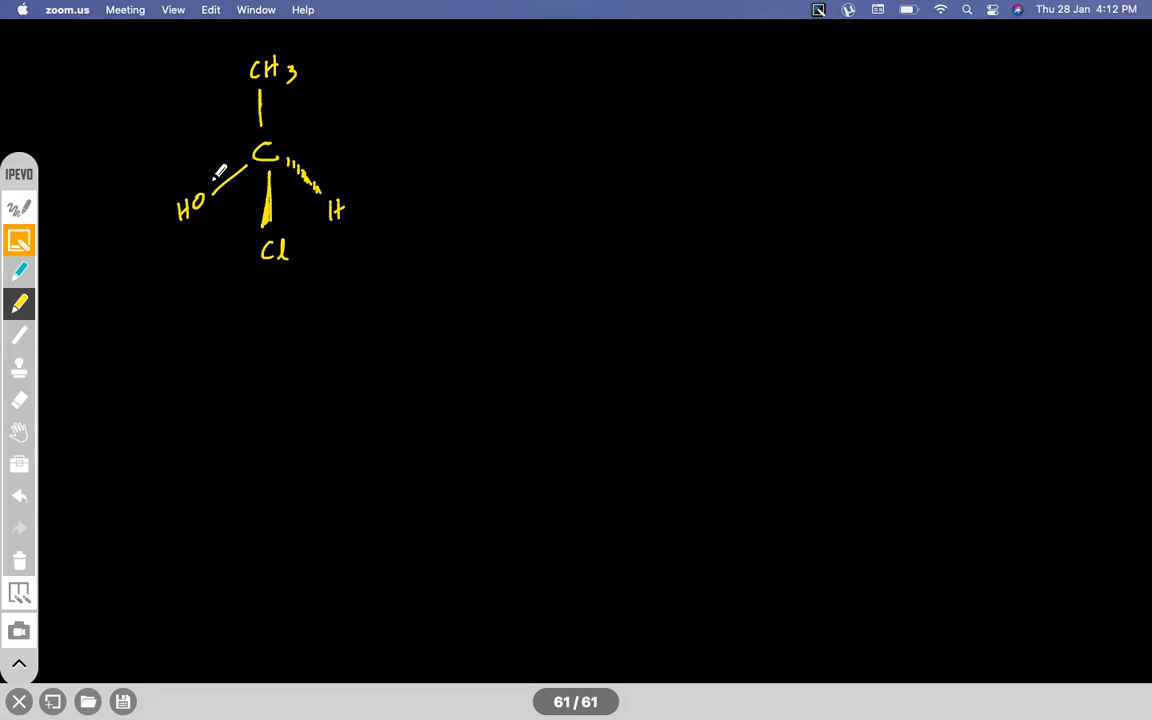 zoom.us Meeting View Edit Window Help Thu 28 Jan 4:12 PM
CH3
C
HO H
Cl
IPEVO
61 / 61